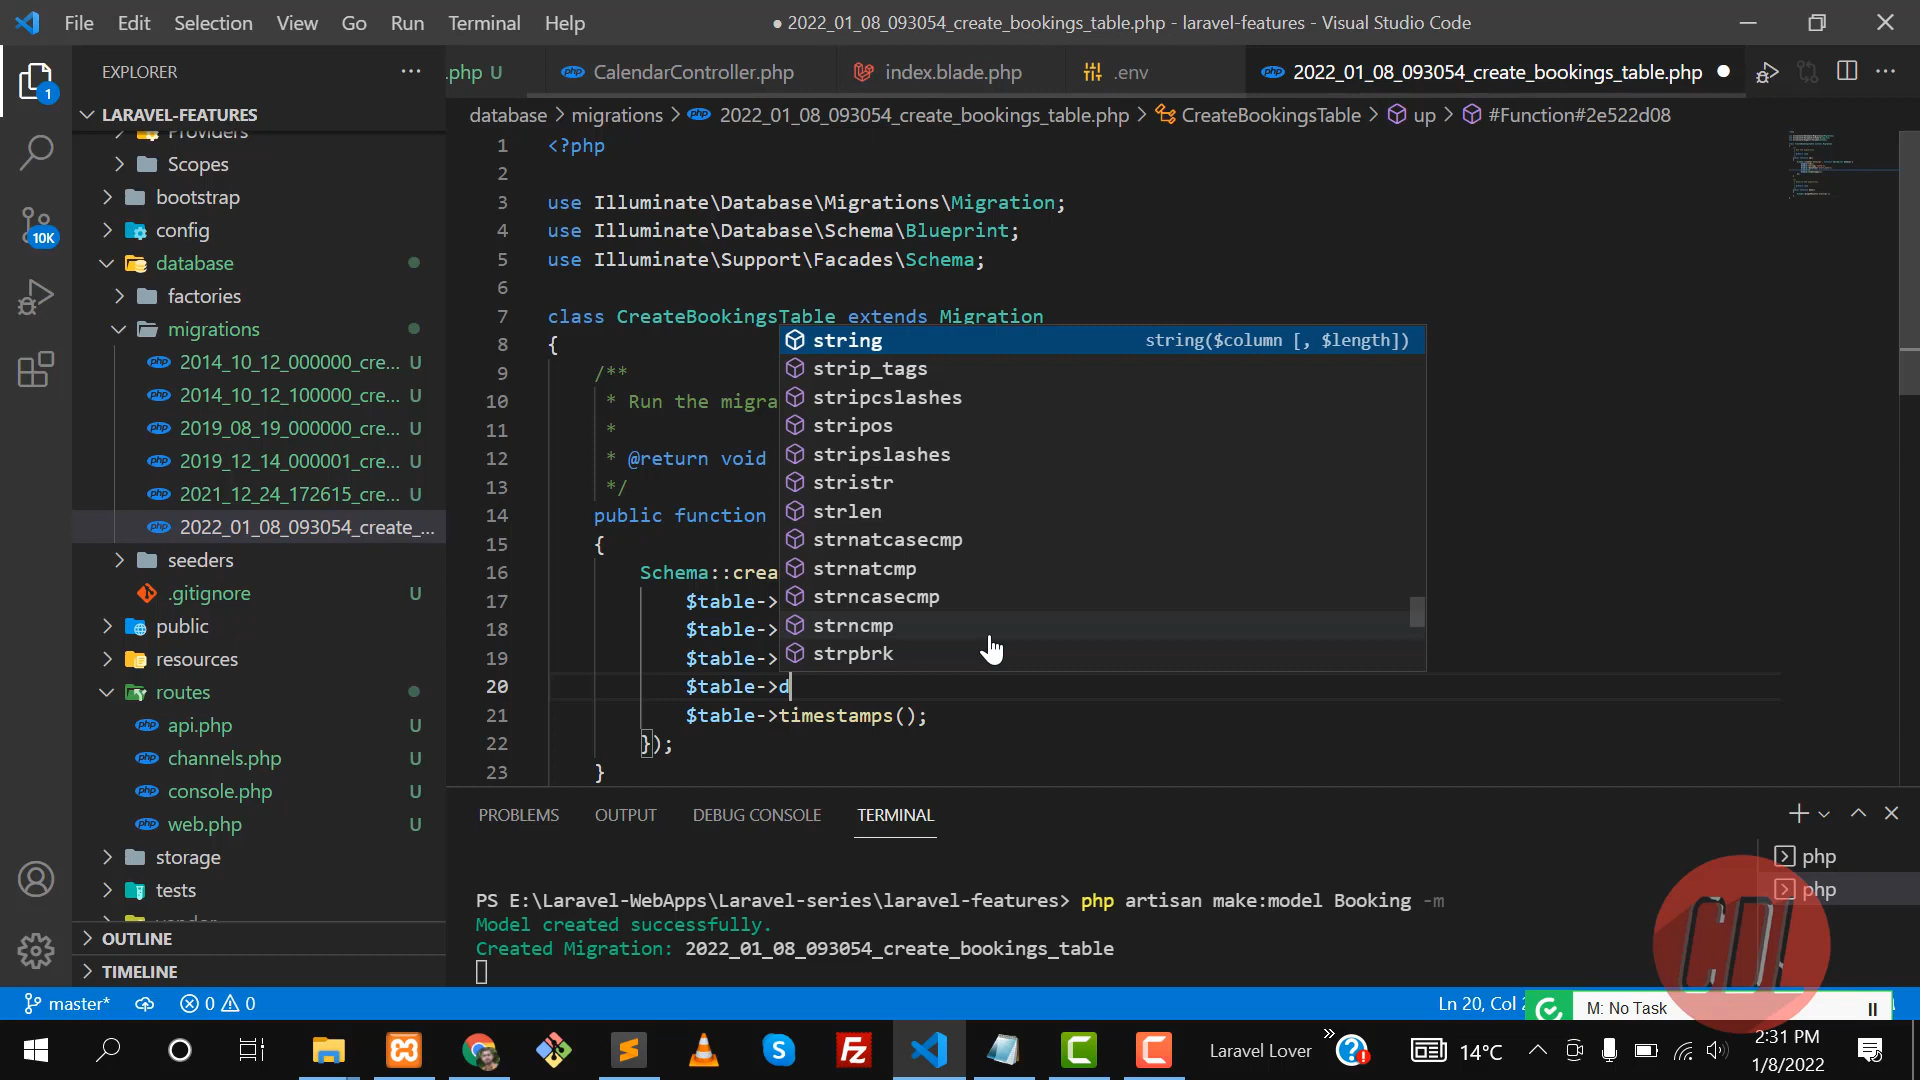 File Edit Selection View Go Run Terminal Help
● 2022_01_08_093054_create_bookings_table.php - laravel-features - Visual Studio Code
EXPLORER
.php U
CalendarController.php
index.blade.php
.env
2022_01_08_093054_create_bookings_table.php
database > migrations > 2022_01_08_093054_create_bookings_table.php > CreateBookingsTable > up > #Function#2e522d08
1
10K
LARAVEL-FEATURES
Providers
Scopes
bootstrap
config
database
factories
migrations
2014_10_12_000000_cre... U
2014_10_12_100000_cre... U
2019_08_19_000000_cre... U
2019_12_14_000001_cre... U
2021_12_24_172615_cre... U
2022_01_08_093054_create_...
seeders
.gitignore U
public
resources
routes
api.php U
channels.php U
console.php U
web.php U
storage
tests
OUTLINE
TIMELINE
1 <?php
2
3 use Illuminate\Database\Migrations\Migration;
4 use Illuminate\Database\Schema\Blueprint;
5 use Illuminate\Support\Facades\Schema;
6
7 class CreateBookingsTable extends Migration
8 {
9 /**
10 * Run the migra
11 *
12 * @return void
13 */
14 public function
15 {
16 Schema::crea
17 $table->
18 $table->
19 $table->
20 $table->d
21 $table->timestamps();
22 });
23 }
string string($column [, $length])
strip_tags
stripcslashes
stripos
stripslashes
stristr
strlen
strnatcasecmp
strnatcmp
strncasecmp
strncmp
strpbrk
PROBLEMS OUTPUT DEBUG CONSOLE TERMINAL
php
php
PS E:\Laravel-WebApps\Laravel-series\laravel-features> php artisan make:model Booking -m
Model created successfully.
Created Migration: 2022_01_08_093054_create_bookings_table
CDL
master* 0 0
Ln 20, Col
M: No Task
Laravel Lover
14°C
2:31 PM
1/8/2022